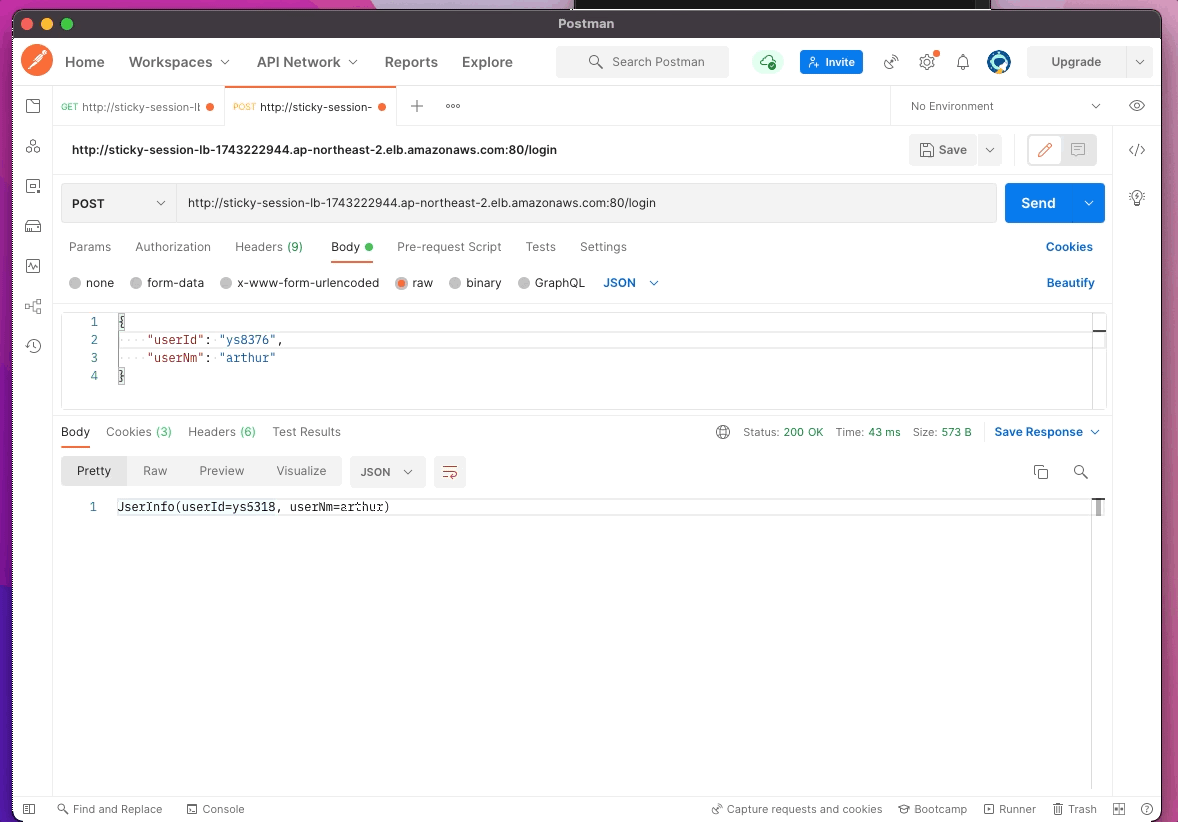 Postman
Home Workspaces API Network Reports Explore Search Postman Invite Upgrade
GET http://sticky-session-lb POST http://sticky-session- No Environment
http://sticky-session-lb-1743222944.ap-northeast-2.elb.amazonaws.com:80/login Save
POST http://sticky-session-lb-1743222944.ap-northeast-2.elb.amazonaws.com:80/login Send
Params Authorization Headers (9) Body Pre-request Script Tests Settings Cookies
none form-data x-www-form-urlencoded raw binary GraphQL JSON Beautify
1 {
2 "userId": "ys8376",
3 "userNm": "arthur"
4 }
Body Cookies (3) Headers (6) Test Results Status: 200 OK Time: 43 ms Size: 573 B Save Response
Pretty Raw Preview Visualize JSON
1 UserInfo(userId=ys5318, userNm=arthur)
Find and Replace Console Capture requests and cookies Bootcamp Runner Trash